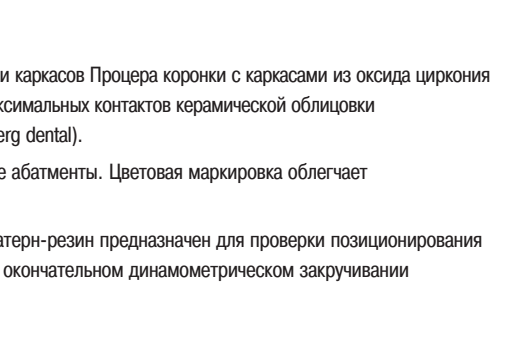 и каркасов Процера коронки с каркасами из оксида циркония
ксимальных контактов керамической облицовки
erg dental).
е абатменты. Цветовая маркировка облегчает
атерн-резин предназначен для проверки позиционирования
окончательном динамометрическом закручивании